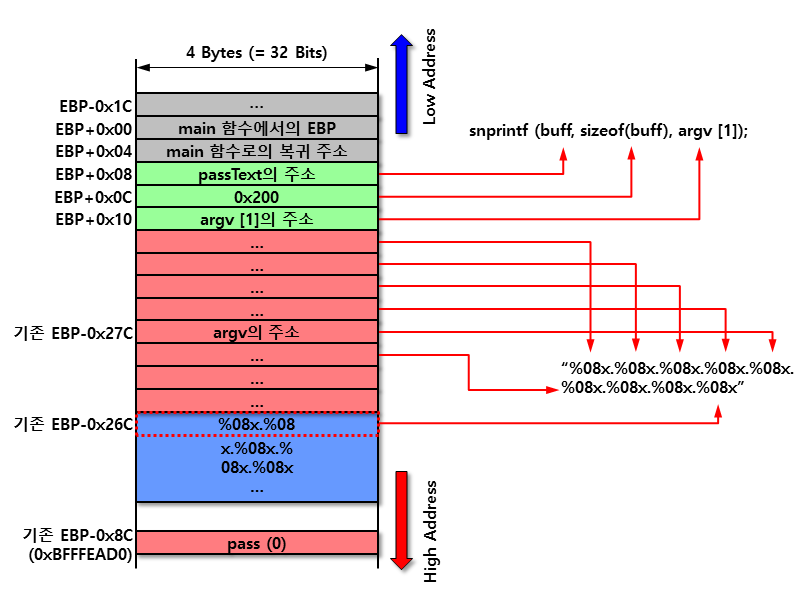 4 Bytes (= 32 Bits)
Low Address
EBP-0x1C
...
EBP+0x00
main 함수에서의 EBP
EBP+0x04
main 함수로의 복귀 주소
EBP+0x08
passText의 주소
EBP+0x0C
0x200
EBP+0x10
argv [1]의 주소
snprintf (buff, sizeof(buff), argv [1]);
...
...
...
...
기존 EBP-0x27C
argv의 주소
...
...
...
“%08x.%08x.%08x.%08x.%08x.
%08x.%08x.%08x.%08x”
기존 EBP-0x26C
%08x.%08
x.%08x.%
08x.%08x
...
기존 EBP-0x8C
(0xBFFFEAD0)
pass (0)
High Address